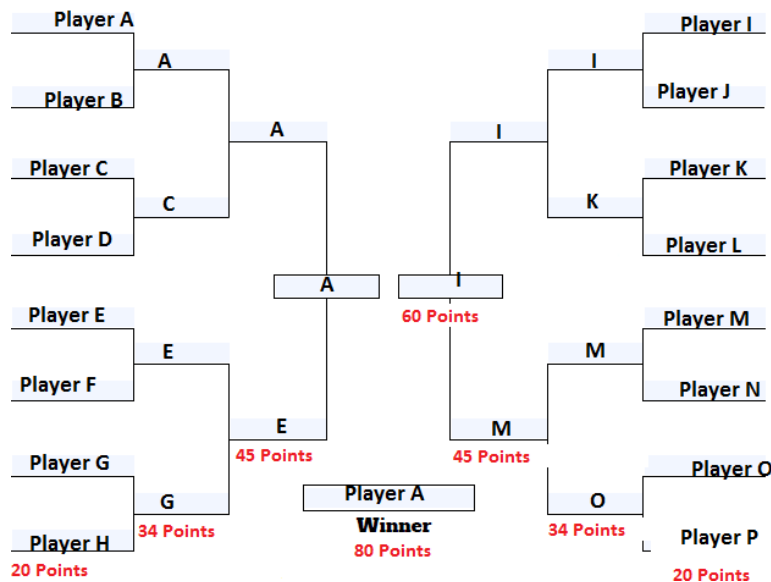 Player A
A
Player B
A
Player C
C
Player D
A
Player E
E
Player F
E
45 Points
Player G
G
34 Points
Player H
20 Points
Player I
I
Player J
I
Player K
K
Player L
I
60 Points
Player M
M
Player N
M
45 Points
Player O
O
34 Points
Player P
20 Points
Player A
Winner
80 Points